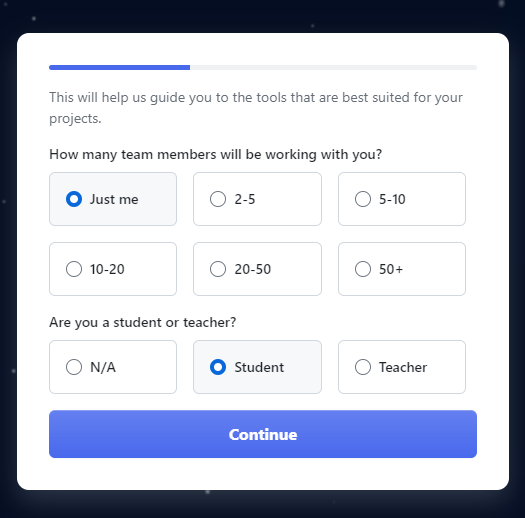 This will help us guide you to the tools that are best suited for your
projects.
How many team members will be working with you?
Just me
2-5
5-10
10-20
20-50
50+
Are you a student or teacher?
N/A
Student
Teacher
Continue